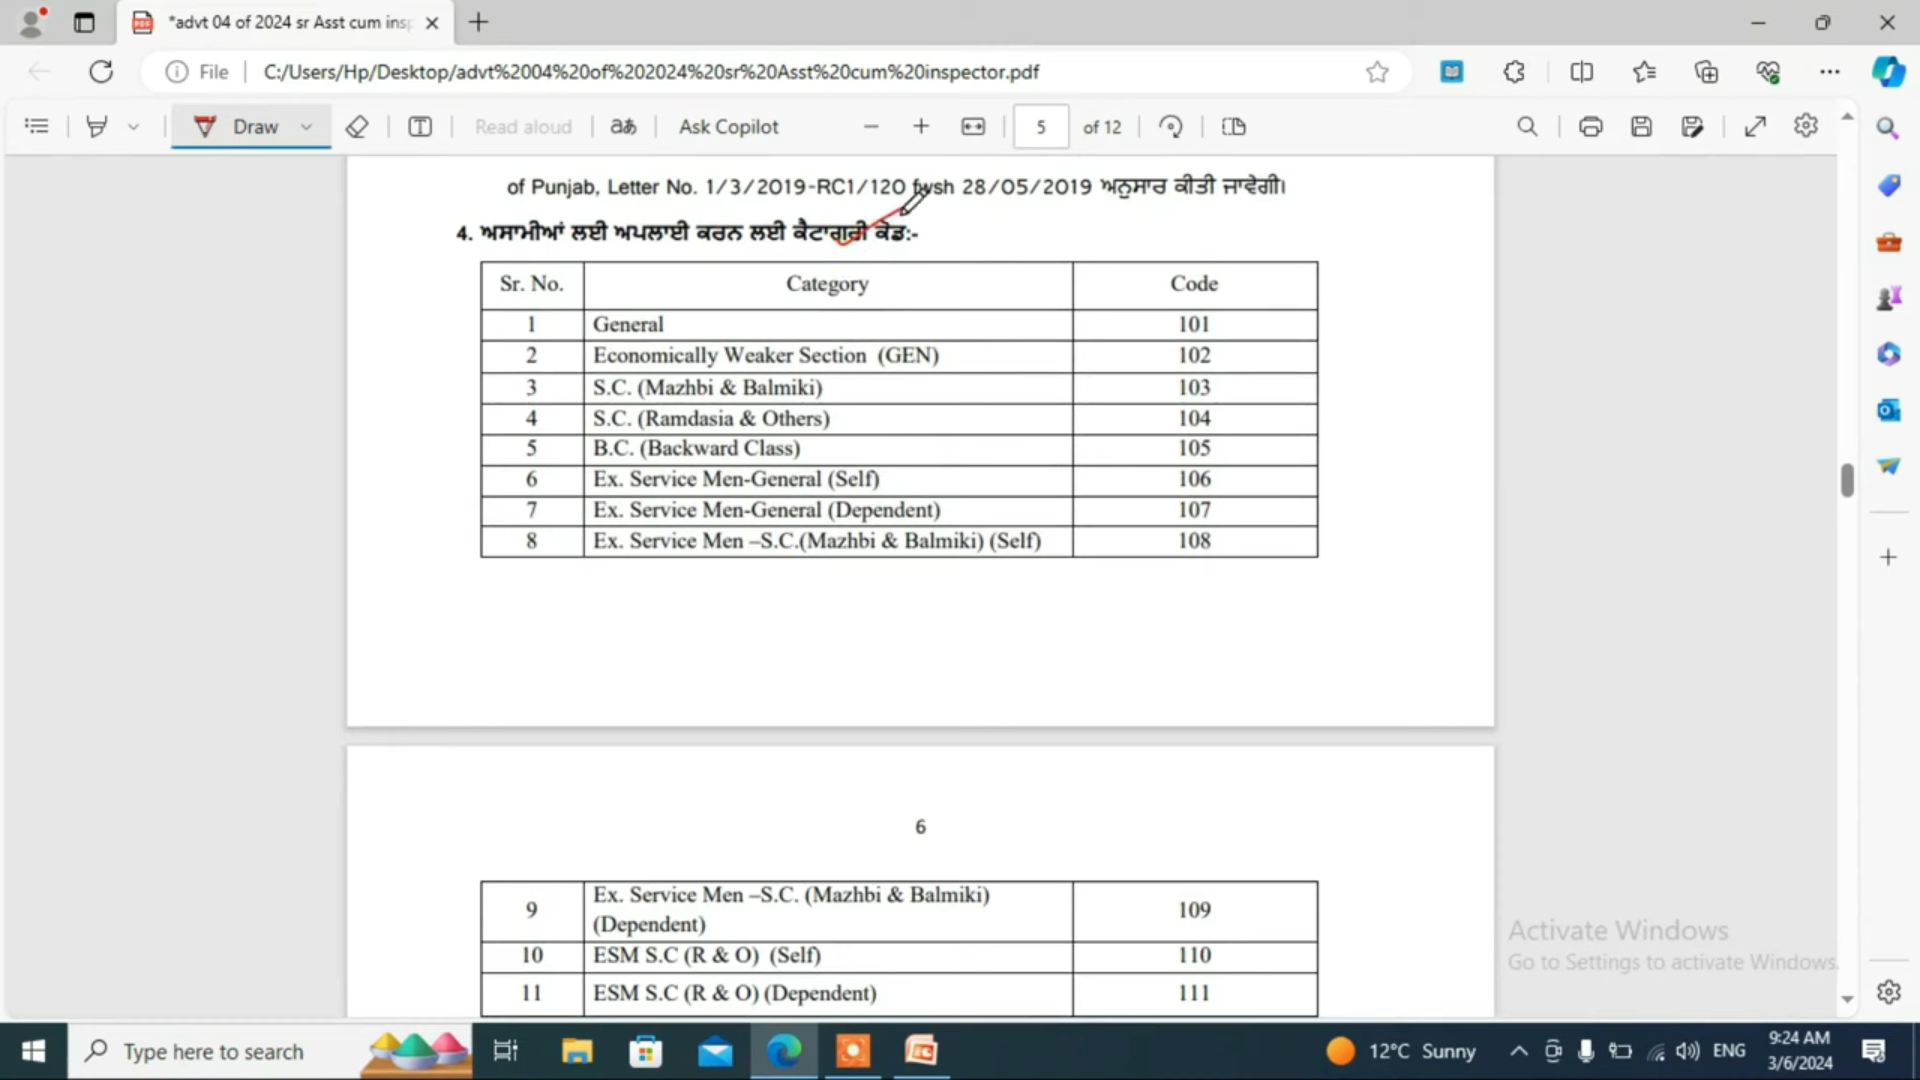 *advt 04 of 2024 sr Asst cum insp
File
C:/Users/Hp/Desktop/advt%2004%20of%202024%20sr%20Asst%20cum%20inspector.pdf
Draw
Read aloud
Ask Copilot
5 of 12
of Punjab, Letter No. 1/3/2019-RC1/120 fwsh 28/05/2019 ਅਨੁਸਾਰ ਕੀਤੀ ਜਾਵੇਗੀ।
4. ਅਸਾਮੀਆਂ ਲਈ ਅਪਲਾਈ ਕਰਨ ਲਈ ਕੈਟਾਗਰੀ ਕੋਡ:-
Sr. No. Category Code
1 General 101
2 Economically Weaker Section (GEN) 102
3 S.C. (Mazhbi & Balmiki) 103
4 S.C. (Ramdasia & Others) 104
5 B.C. (Backward Class) 105
6 Ex. Service Men-General (Self) 106
7 Ex. Service Men-General (Dependent) 107
8 Ex. Service Men –S.C.(Mazhbi & Balmiki) (Self) 108
6
9 Ex. Service Men –S.C. (Mazhbi & Balmiki) (Dependent) 109
10 ESM S.C (R & O) (Self) 110
11 ESM S.C (R & O) (Dependent) 111
Activate Windows
Go to Settings to activate Windows.
Type here to search
12°C Sunny
ENG
9:24 AM
3/6/2024